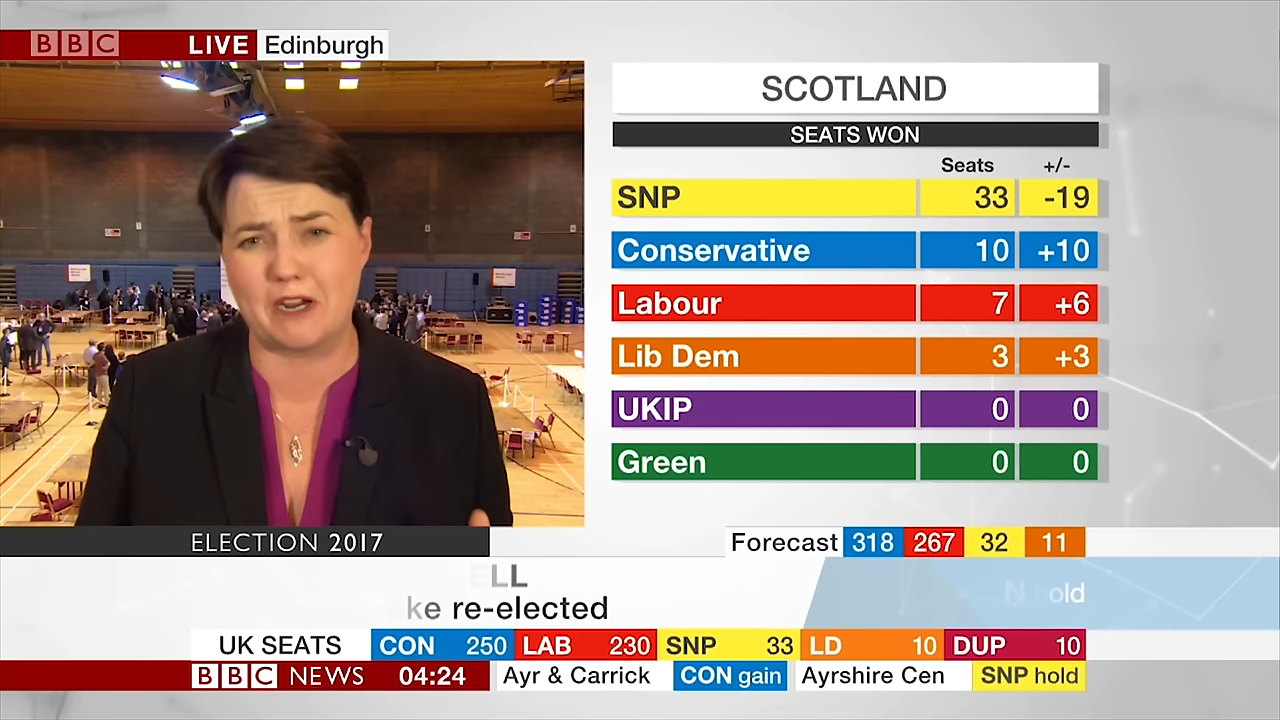 BBC LIVE Edinburgh
SCOTLAND
SEATS WON
Seats +/-
SNP 33 -19
Conservative 10 +10
Labour 7 +6
Lib Dem 3 +3
UKIP 0 0
Green 0 0
ELECTION 2017
Forecast 318 267 32 11
ELL
ke re-elected
N hold
UK SEATS CON 250 LAB 230 SNP 33 LD 10 DUP 10
BBC NEWS 04:24 Ayr & Carrick CON gain Ayrshire Cen SNP hold